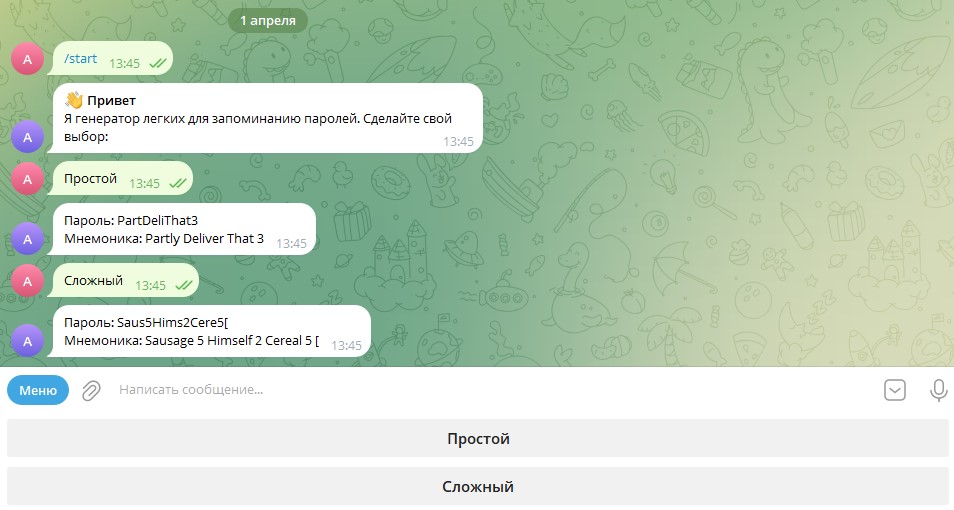 1 апреля
A
/start 13:45
👋 Привет
Я генератор легких для запоминанию паролей. Сделайте свой
выбор:
13:45
A
A
Простой 13:45
Пароль: PartDeliThat3
Мнемоника: Partly Deliver That 3 13:45
A
A
Сложный 13:45
Пароль: Saus5Hims2Cere5[
Мнемоника: Sausage 5 Himself 2 Cereal 5 [ 13:45
A
Меню
Написать сообщение...
Простой
Сложный